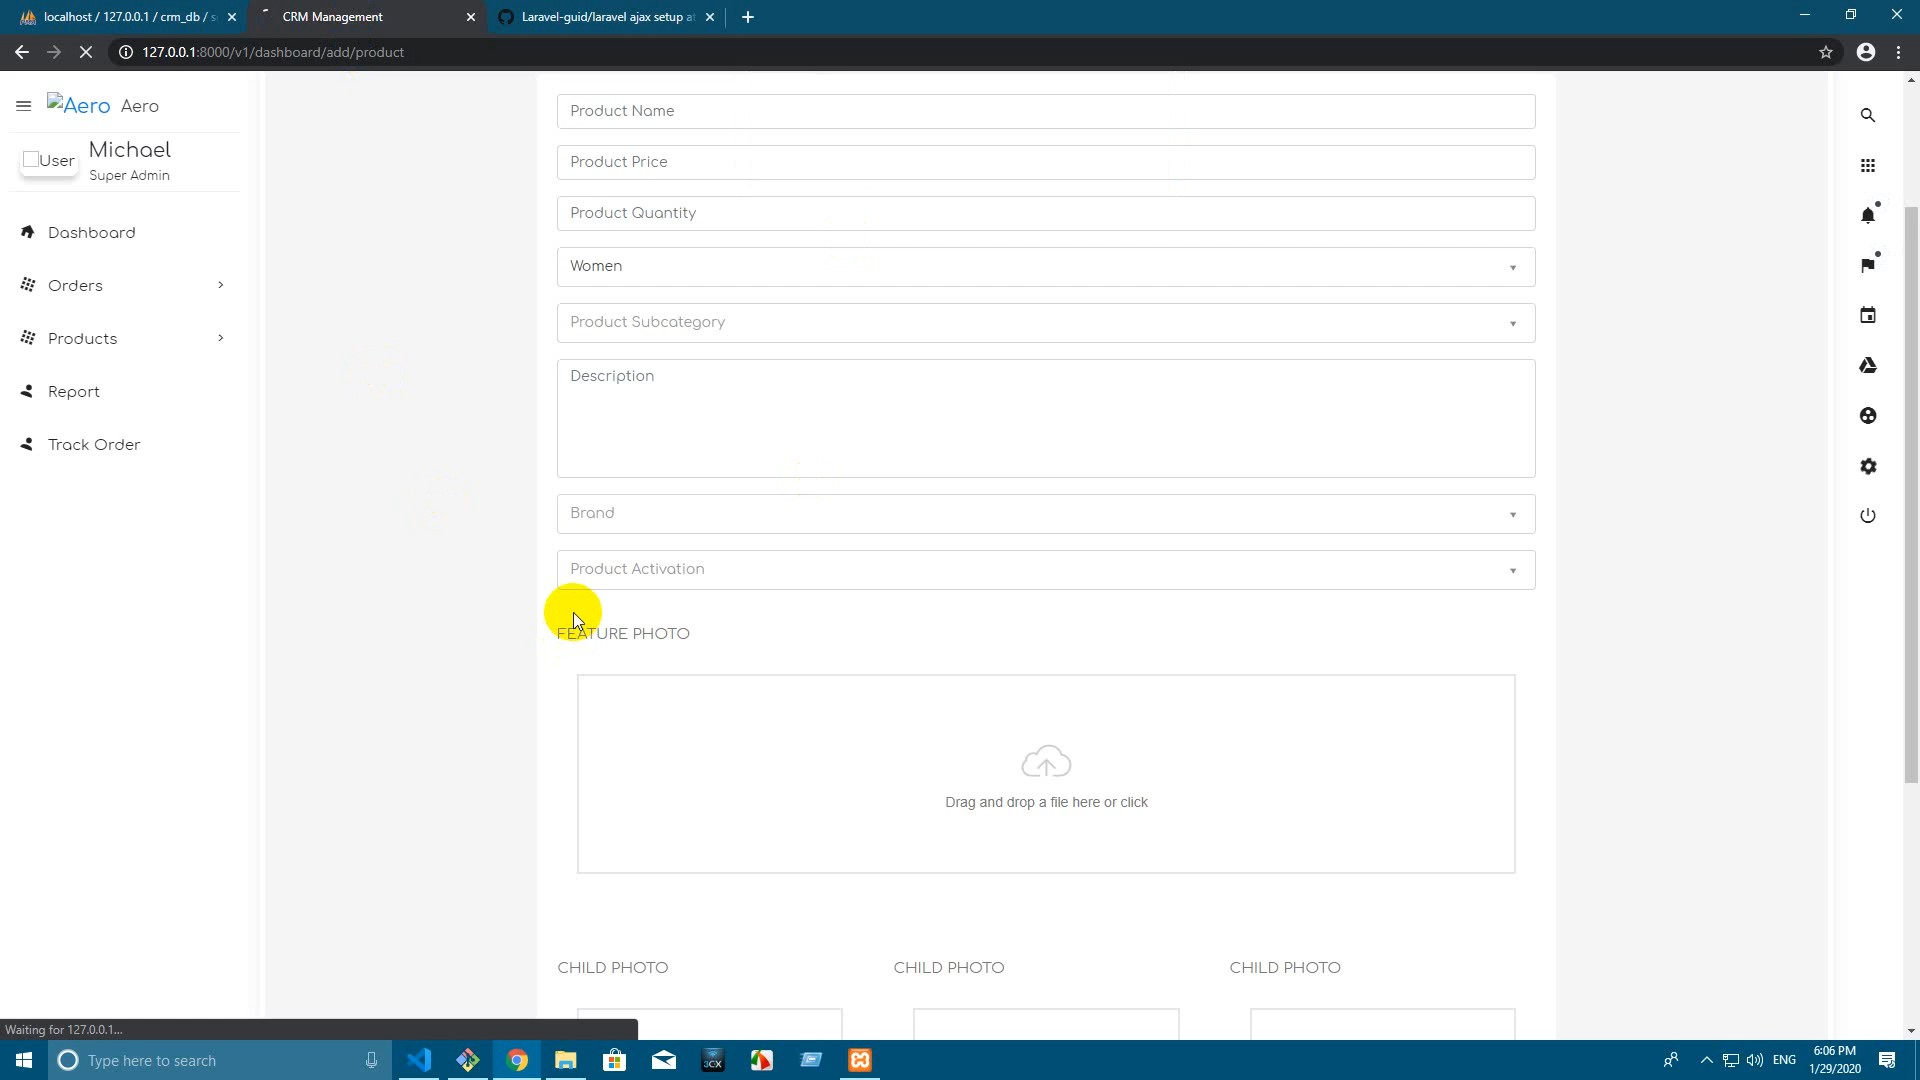 localhost / 127.0.0.1 / crm_db / s
CRM Management
Laravel-guid/laravel ajax setup at
127.0.0.1:8000/v1/dashboard/add/product
Aero Aero
User
Michael
Super Admin
Dashboard
Orders
Products
Report
Track Order
Product Name
Product Price
Product Quantity
Women
Product Subcategory
Description
Brand
Product Activation
FEATURE PHOTO
Drag and drop a file here or click
CHILD PHOTO
CHILD PHOTO
CHILD PHOTO
Waiting for 127.0.0.1...
Type here to search
3CX
ENG
6:06 PM
1/29/2020